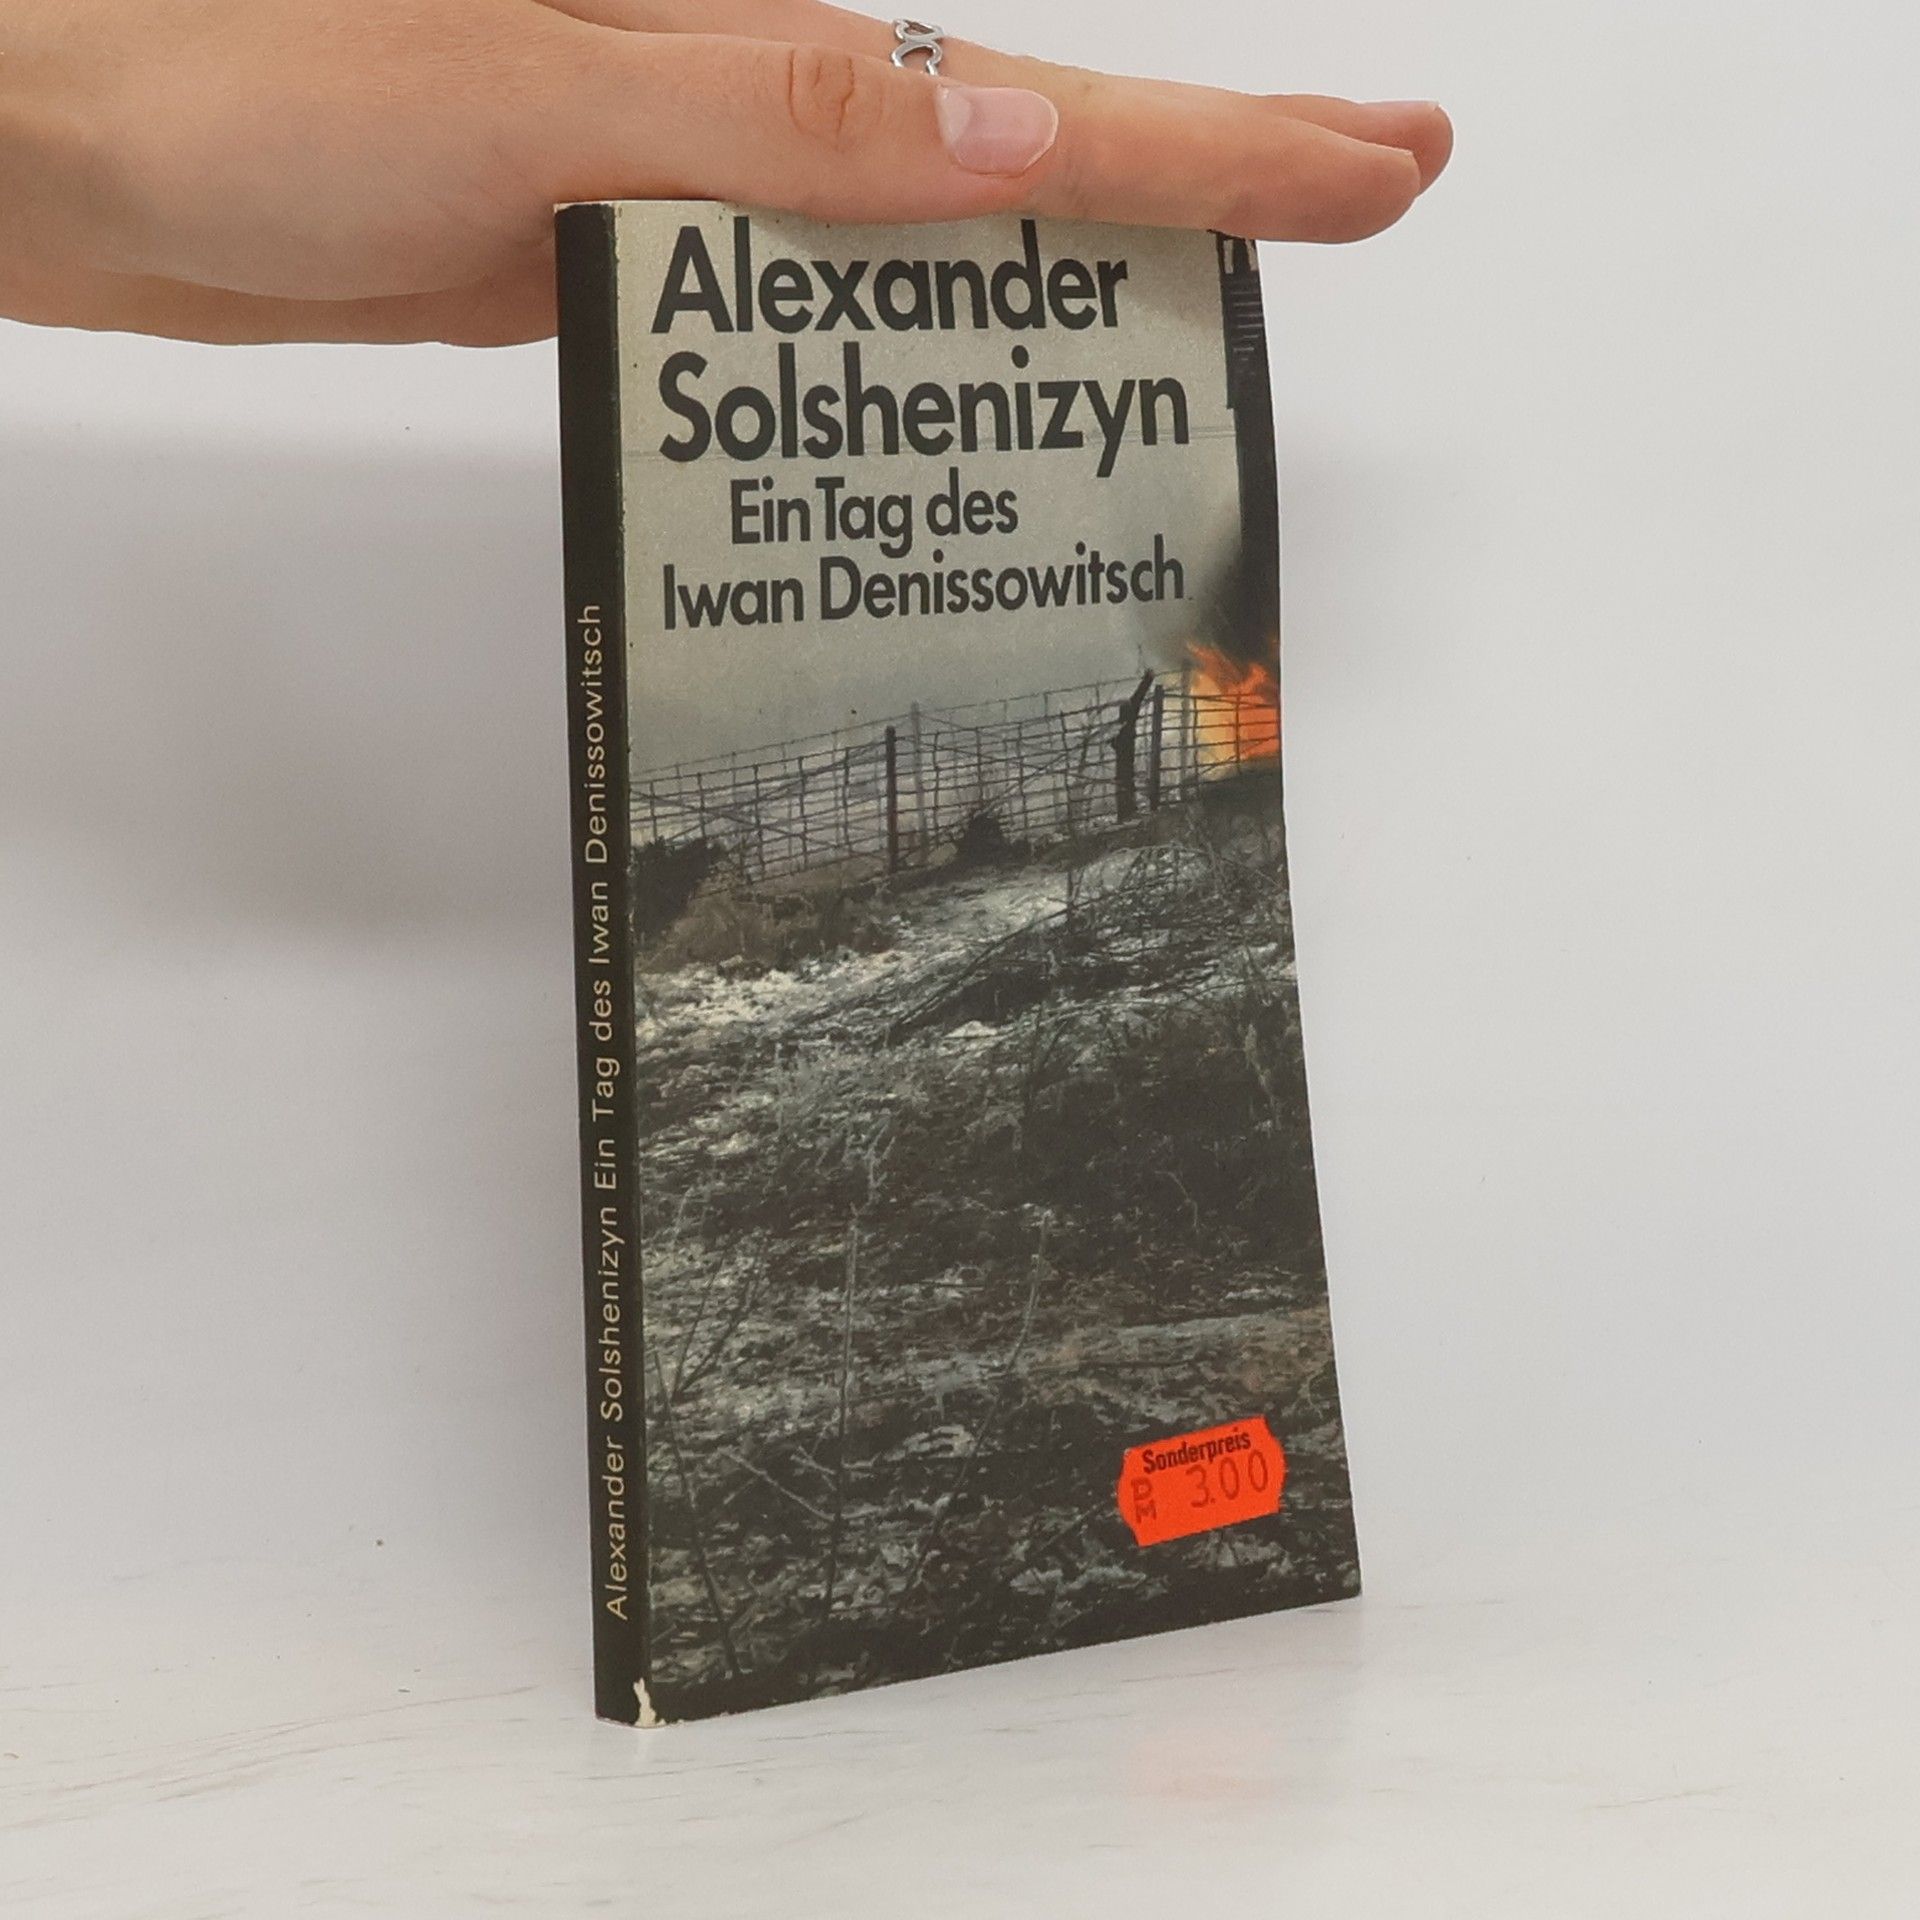 Alexander
Solshenizyn
Ein Tag des
Iwan Denissowitsch
Alexander Solshenizyn Ein Tag des Iwan Denissowitsch
Sonderpreis
DM 3.00